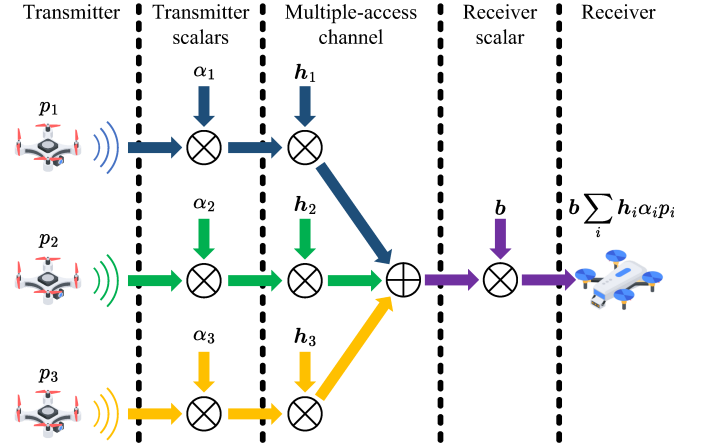 Transmitter
Transmitter
scalars
Multiple-access
channel
Receiver
scalar
Receiver
α₁
𝒉₁
p₁
α₂
𝒉₂
𝒃
𝒃 ∑ᵢ 𝒉ᵢαᵢpᵢ
p₂
α₃
𝒉₃
p₃